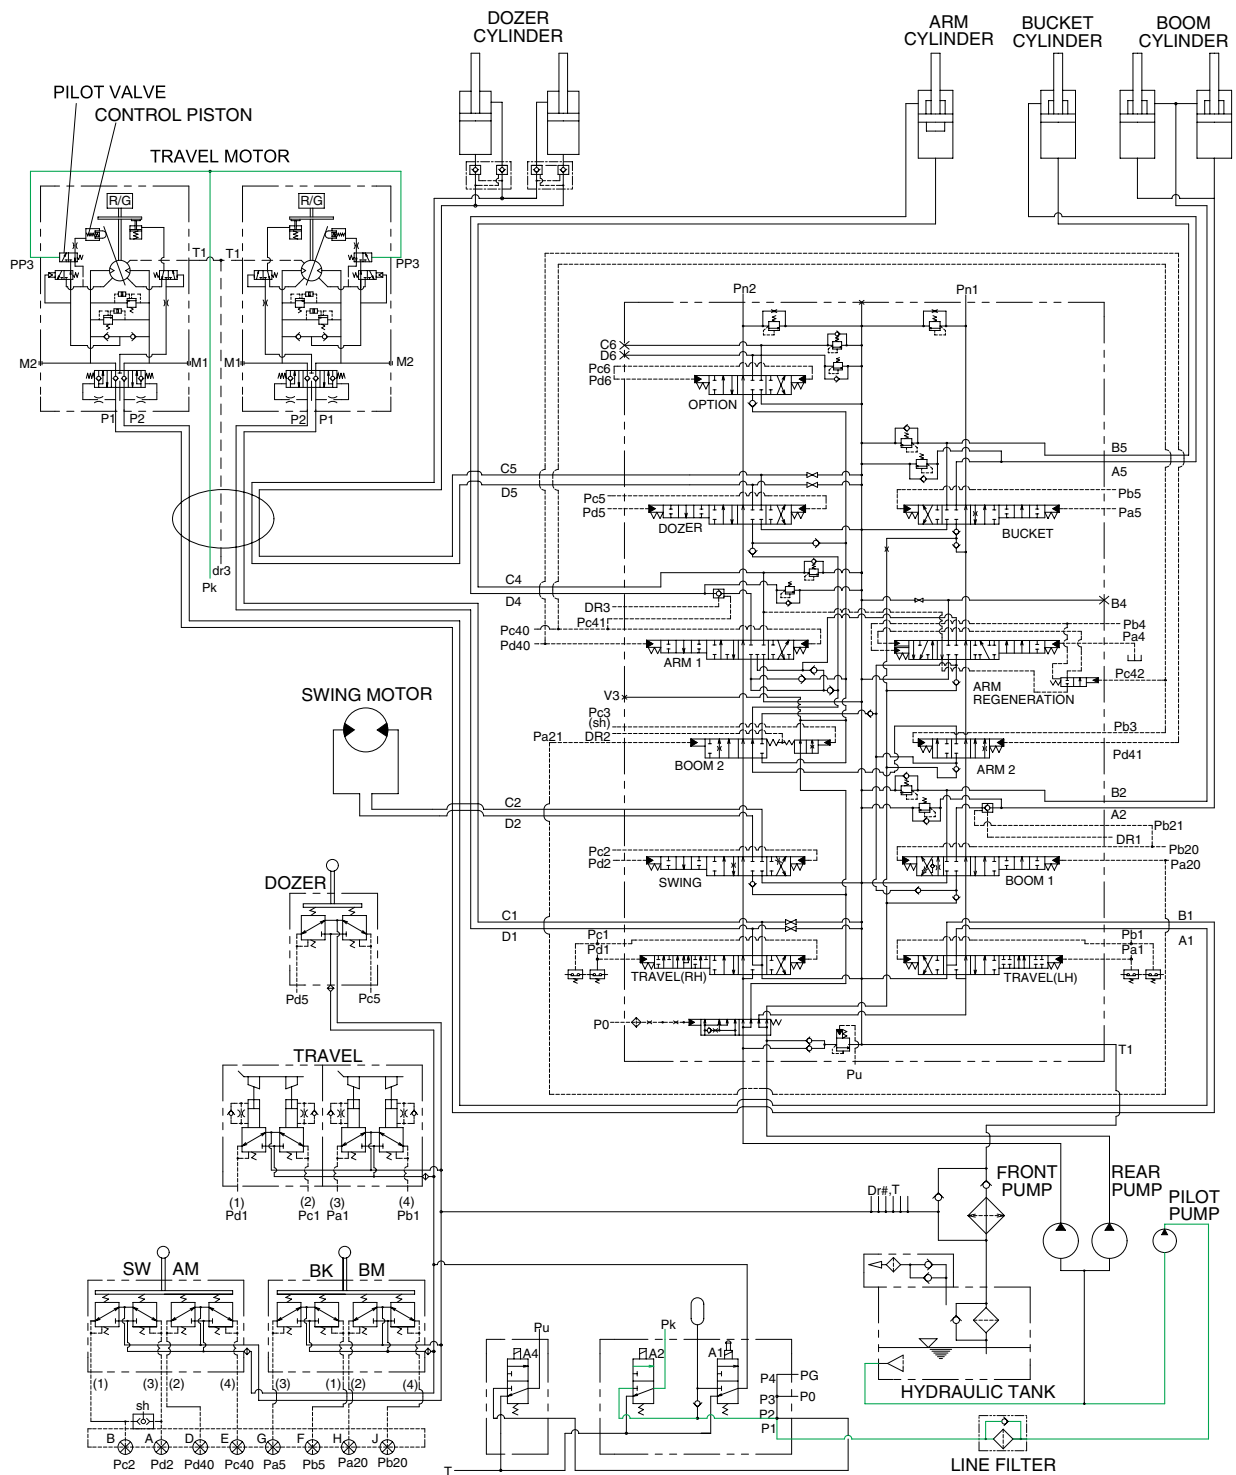 DOZER
CYLINDER
ARM
CYLINDER
BUCKET
CYLINDER
BOOM
CYLINDER
PILOT VALVE
CONTROL PISTON
TRAVEL MOTOR
R/G
R/G
T1
T1
PP3
PP3
M2
M1
M1
M2
P1
P2
P2
P1
dr3
Pk
Pn2
Pn1
C6
D6
Pc6
Pd6
OPTION
B5
A5
C5
D5
Pc5
Pd5
DOZER
Pb5
Pa5
BUCKET
C4
D4
DR3
Pc41
Pc40
Pd40
ARM 1
B4
Pb4
Pa4
Pc42
ARM
REGENERATION
SWING MOTOR
V3
Pc3
(sh)
DR2
Pa21
BOOM 2
Pb3
Pd41
ARM 2
B2
A2
Pb21
DR1
C2
D2
Pc2
Pd2
SWING
Pb20
Pa20
BOOM 1
DOZER
Pd5
Pc5
C1
D1
Pc1
Pd1
TRAVEL(RH)
B1
A1
Pb1
Pa1
TRAVEL(LH)
P0
Pu
T1
TRAVEL
(1)
(2)
(3)
(4)
Pd1
Pc1
Pa1
Pb1
Dr#,T
FRONT
PUMP
REAR
PUMP
PILOT
PUMP
SW
AM
BK
BM
(1)
(3)
(2)
(4)
(3)
(1)
(2)
(4)
sh
B
A
D
E
G
F
H
J
Pc2
Pd2
Pd40
Pc40
Pa5
Pb5
Pa20
Pb20
Pu
A4
Pk
A2
A1
P4
PG
P3
P0
P2
P1
T
HYDRAULIC TANK
LINE FILTER